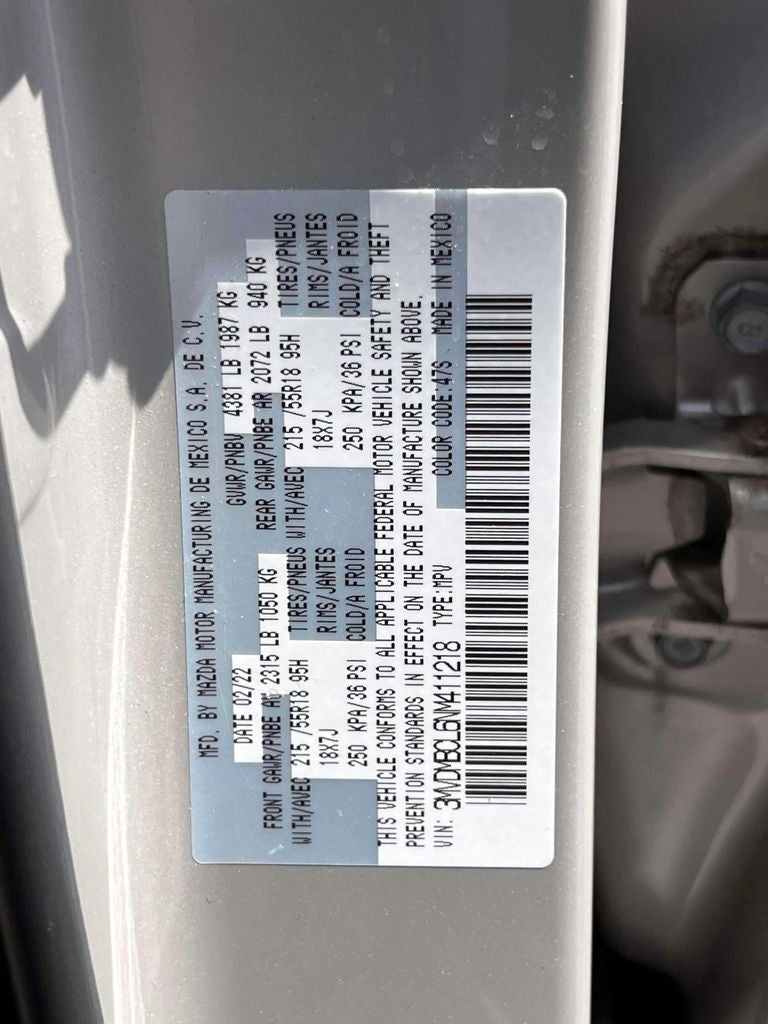 MFD. BY MAZDA MOTOR MANUFACTURING DE MEXICO S.A. DE C.V.
DATE 02/22 GVWR/PNBV 4381 LB 1987 KG
FRONT GAWR/PNBE AV 2315 LB 1050 KG REAR GAWR/PNBE AR 2072 LB 940 KG
WITH/AVEC 215 /55R18 95H TIRES/PNEUS WITH/AVEC 215 /55R18 95H TIRES/PNEUS
18X7J RIMS/JANTES 18X7J RIMS/JANTES
250 KPA/36 PSI COLD/A FROID 250 KPA/36 PSI COLD/A FROID
THIS VEHICLE CONFORMS TO ALL APPLICABLE FEDERAL MOTOR VEHICLE SAFETY AND THEFT
PREVENTION STANDARDS IN EFFECT ON THE DATE OF MANUFACTURE SHOWN ABOVE.
VIN: 3MVDMBCL6NM411218 TYPE:MPV COLOR CODE:47S MADE IN MEXICO